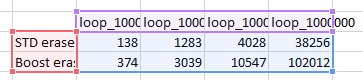 loop_1000 loop_1000 loop_1000 loop_1000000
STD erase 138 1283 4028 38256
Boost eras 374 3039 10547 102012